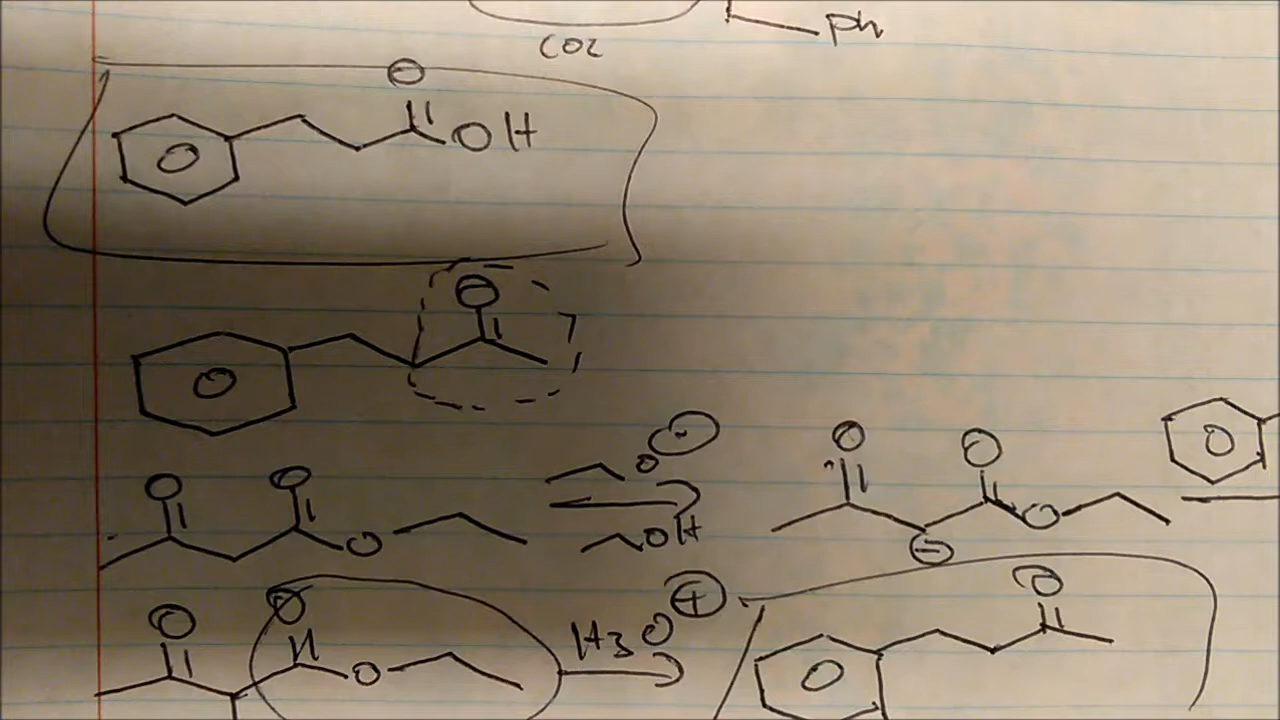 CO2 Ph
O
OH
O
O O O -
OH O O O -
O O O H3O + O